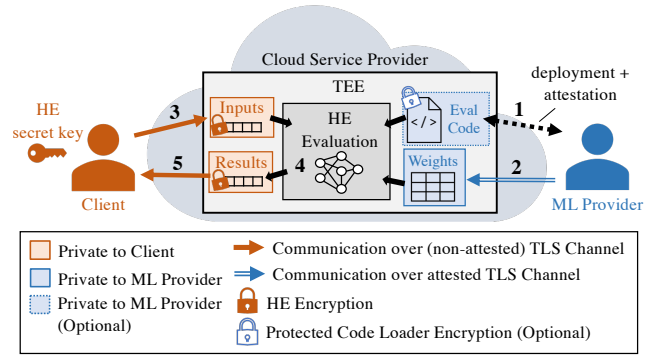 Cloud Service Provider
TEE
deployment +
attestation
HE
secret key
3
Inputs
HE
Evaluation
</>
Eval
Code
1
5
Results
4
Weights
2
Client
ML Provider
Private to Client
Private to ML Provider
Private to ML Provider
(Optional)
Communication over (non-attested) TLS Channel
Communication over attested TLS Channel
HE Encryption
Protected Code Loader Encryption (Optional)